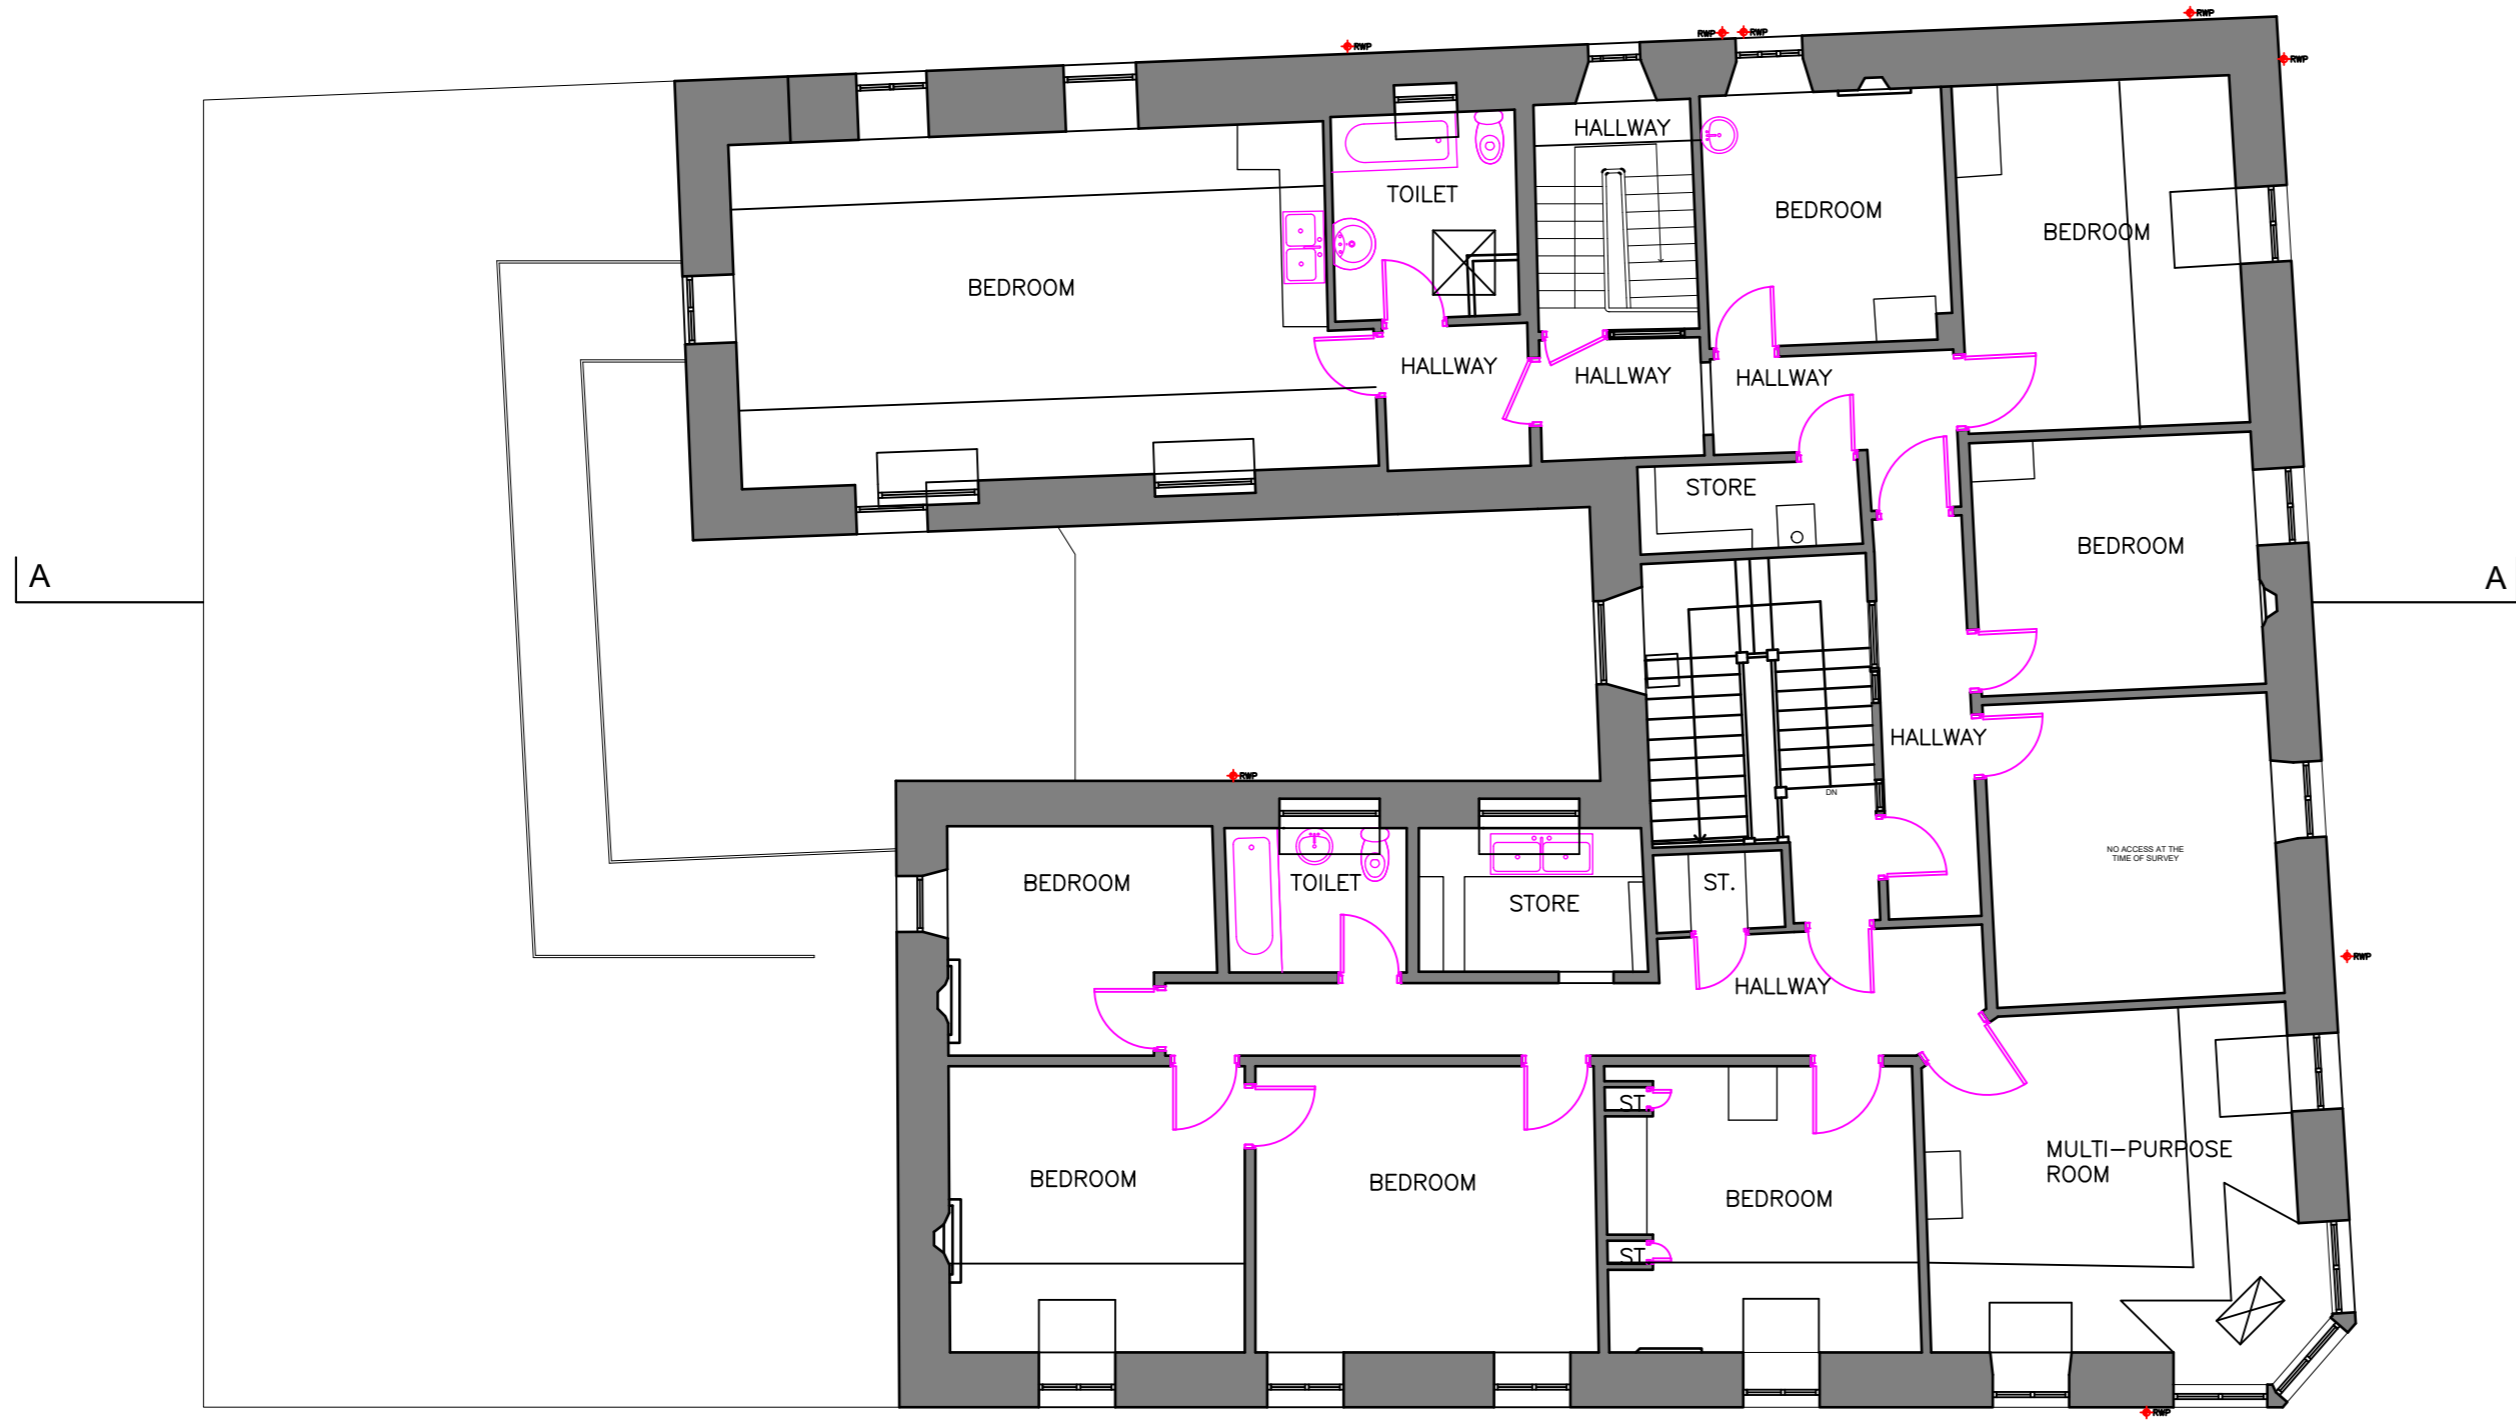 RWP
RWP
RWP
RWP
RWP
HALLWAY
TOILET
BEDROOM
BEDROOM
BEDROOM
HALLWAY
HALLWAY
HALLWAY
STORE
BEDROOM
A
A
HALLWAY
RWP
DN
NO ACCESS AT THE
TIME OF SURVEY
BEDROOM
TOILET
ST.
STORE
RWP
HALLWAY
ST.
MULTI-PURPOSE
ROOM
BEDROOM
BEDROOM
BEDROOM
ST.
RWP